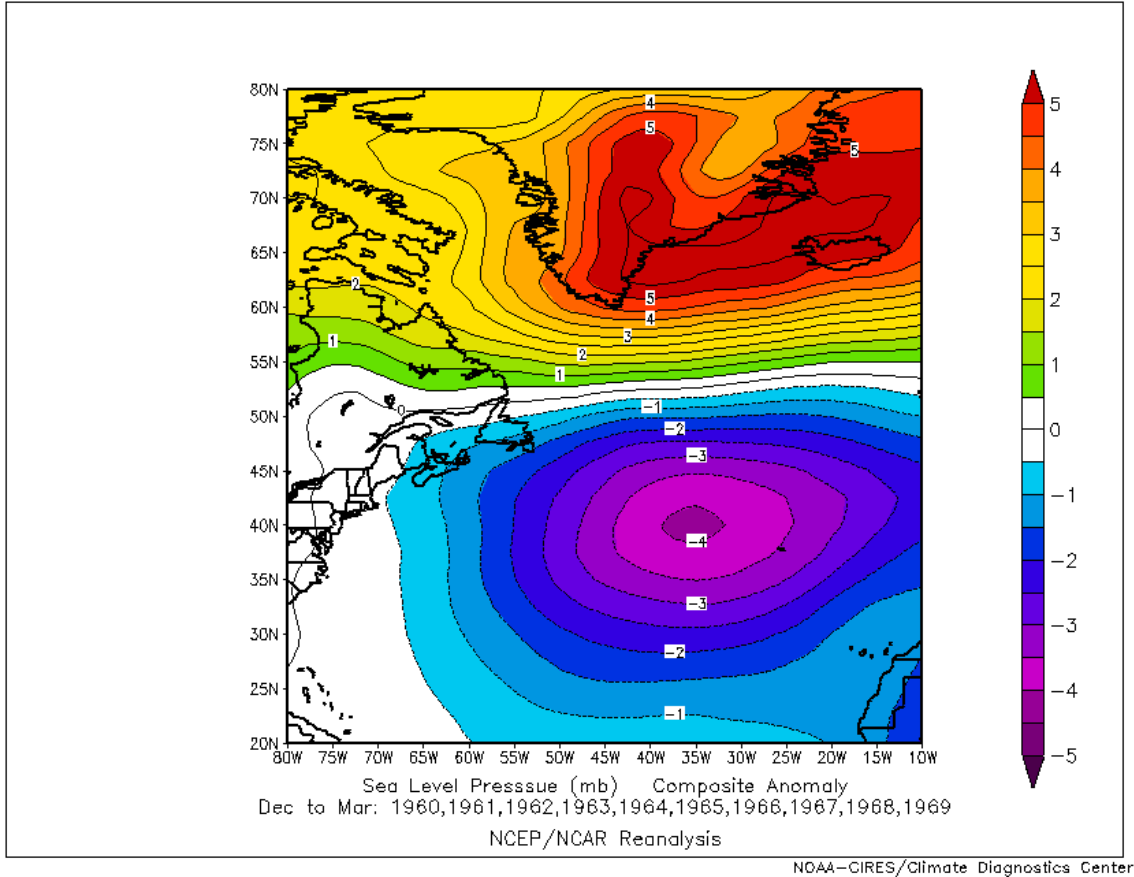 80N
75N
70N
65N
60N
55N
50N
45N
40N
35N
30N
25N
20N
80W 75W 70W 65W 60W 55W 50W 45W 40W 35W 30W 25W 20W 15W 10W
4
5
5
2
5
4
3
2
1
1
0
-1
-2
-3
-4
-3
-2
-1
5
4
3
2
1
0
-1
-2
-3
-4
-5
Sea Level Presssue (mb) Composite Anomaly
Dec to Mar: 1960,1961,1962,1963,1964,1965,1966,1967,1968,1969
NCEP/NCAR Reanalysis
NOAA-CIRES/Climate Diagnostics Center